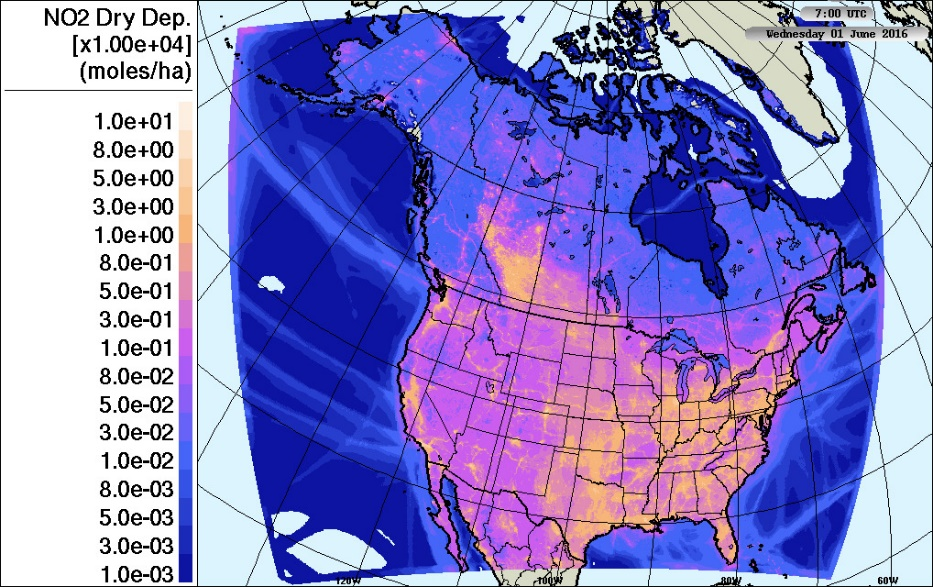 NO2 Dry Dep.
[x1.00e+04]
(moles/ha)
7:00 UTC
Wednesday 01 June 2016
1.0e+01
8.0e+00
5.0e+00
3.0e+00
1.0e+00
8.0e-01
5.0e-01
3.0e-01
1.0e-01
8.0e-02
5.0e-02
3.0e-02
1.0e-02
8.0e-03
5.0e-03
3.0e-03
1.0e-03
120W 100W 80W 60W